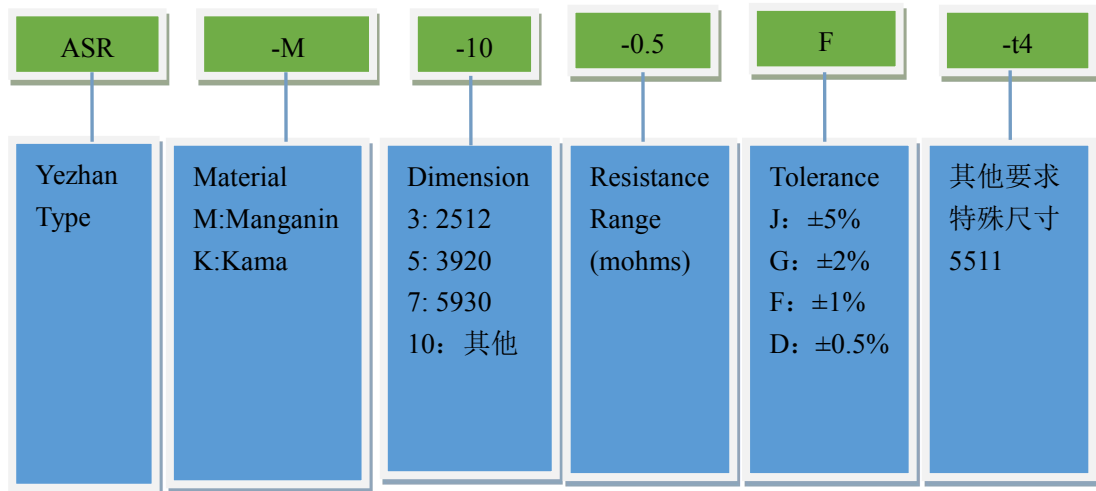 ASR
-M
-10
-0.5
F
-t4
Yezhan
Type
Material
M:Manganin
K:Kama
Dimension
3: 2512
5: 3920
7: 5930
10：其他
Resistance
Range
(mohms)
Tolerance
J：±5%
G：±2%
F：±1%
D：±0.5%
其他要求
特殊尺寸
5511